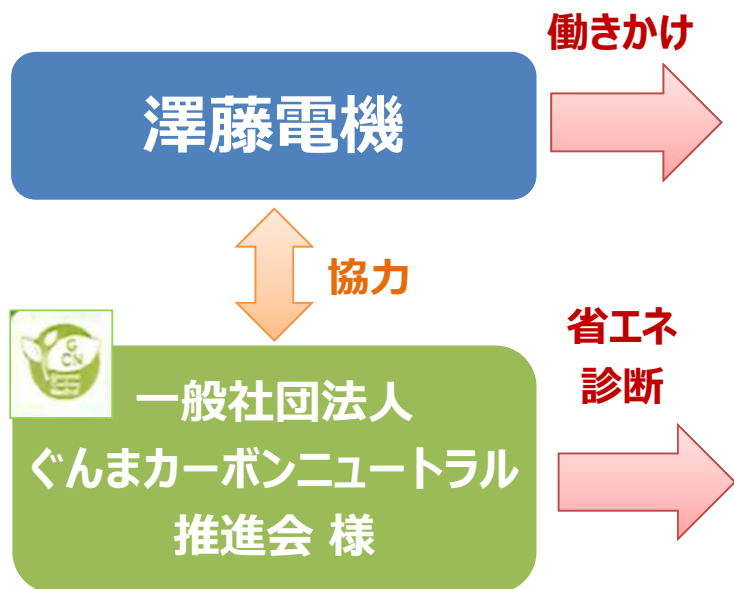 働きかけ
澤藤電機
協力
省エネ
診断
G
CN
一般社団法人
ぐんまカーボンニュートラル
推進会 様